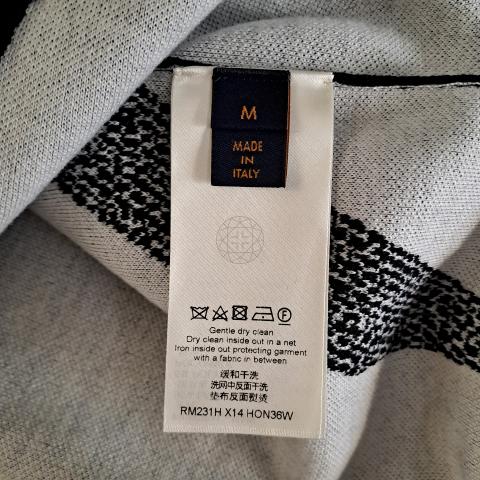 M
MADE
IN
ITALY
F
Gentle dry clean
Dry clean inside out in a net
Iron inside out protecting garment
with a fabric in between
缓和干洗
洗网中反面干洗
垫布反面熨烫
RM231H X14 HON36W